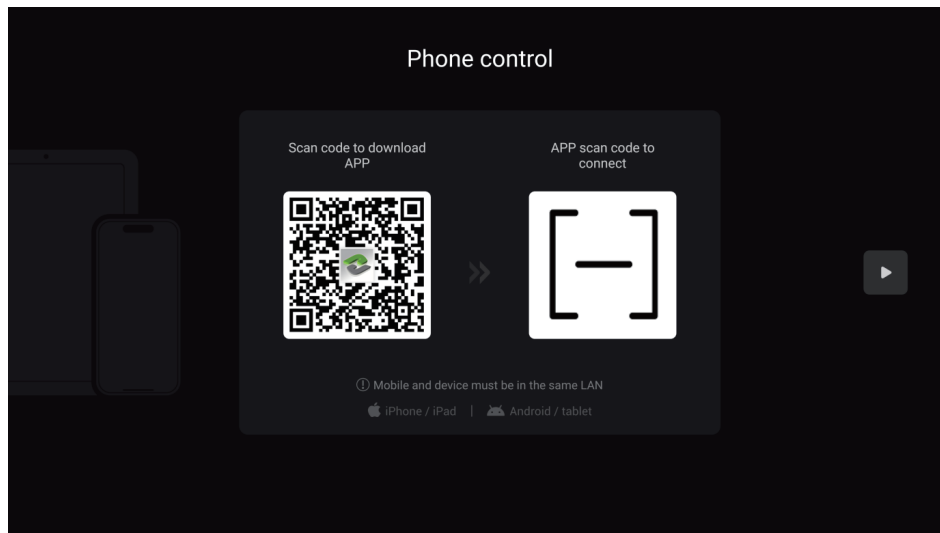 Phone control
Scan code to download
APP
APP scan code to
connect
Mobile and device must be in the same LAN
iPhone / iPad | Android / tablet